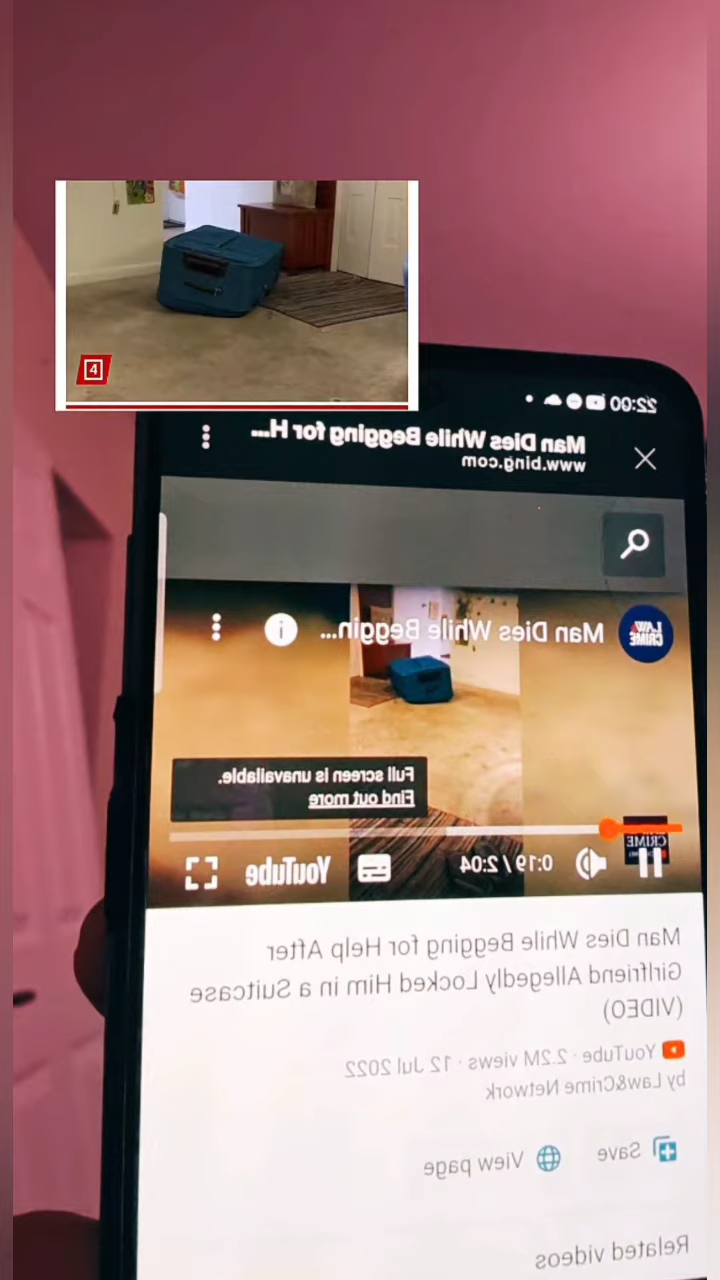 4
22:00
Man Dies While Begging for H...
www.bing.com
LAW& CRIME
Man Dies While Beggin...
Full screen is unavailable.
Find out more
CRIME
0:19 / 2:04
YouTube
Man Dies While Begging for Help After
Girlfriend Allegedly Locked Him in a Suitcase
(VIDEO)
YouTube · 2.2M views · 12 Jul 2022
by Law&Crime Network
Save
View page
Related videos